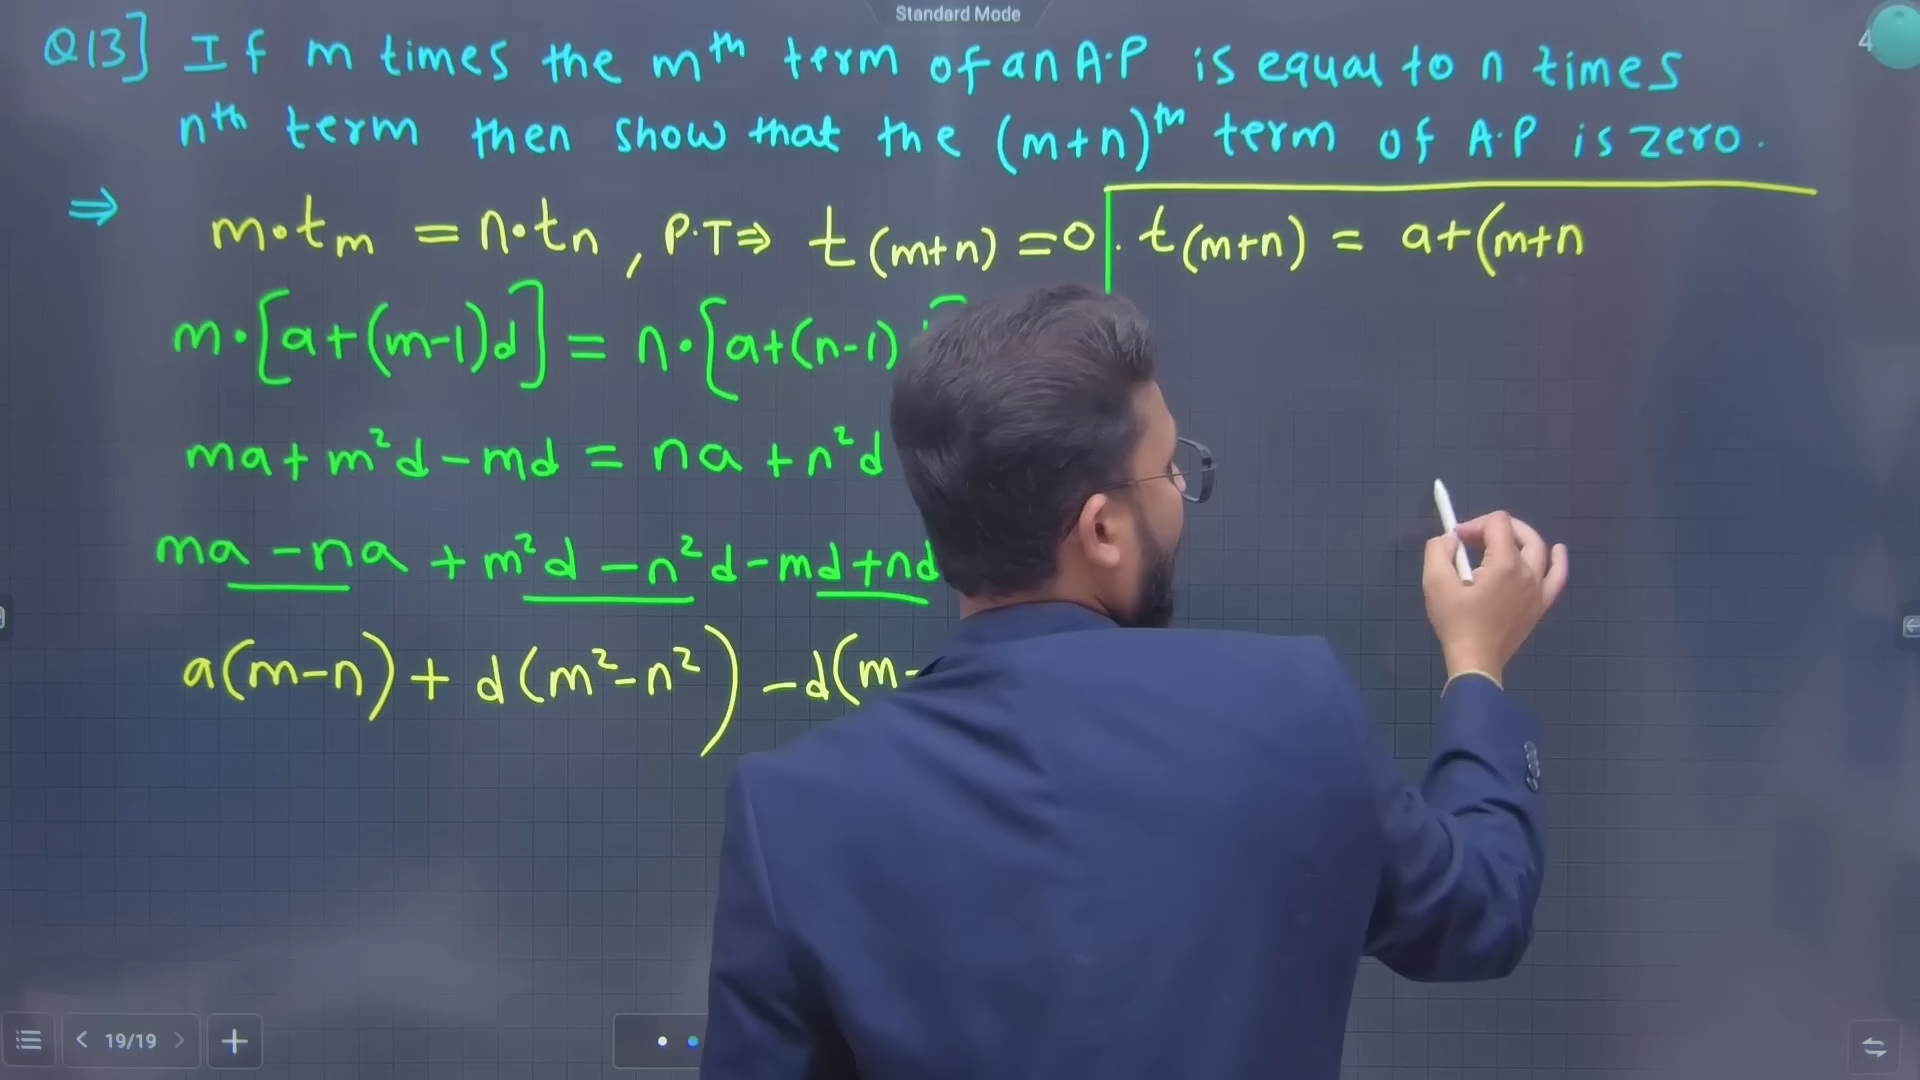 Standard Mode
4
Q13] If m times the mᵗʰ term of an A.P is equal to n times
nᵗʰ term then show that the (m+n)ᵗʰ term of A.P is zero.
⇒ m·tₘ = n·tₙ , P.T ⇒ t₍ₘ₊ₙ₎ = 0. t₍ₘ₊ₙ₎ = a+(m+n
m·[a+(m-1)d] = n·[a+(n-1)
ma+m²d-md = na+n²d
ma-na+m²d-n²d-md+nd
a(m-n)+d(m²-n²)-d(m-
19/19